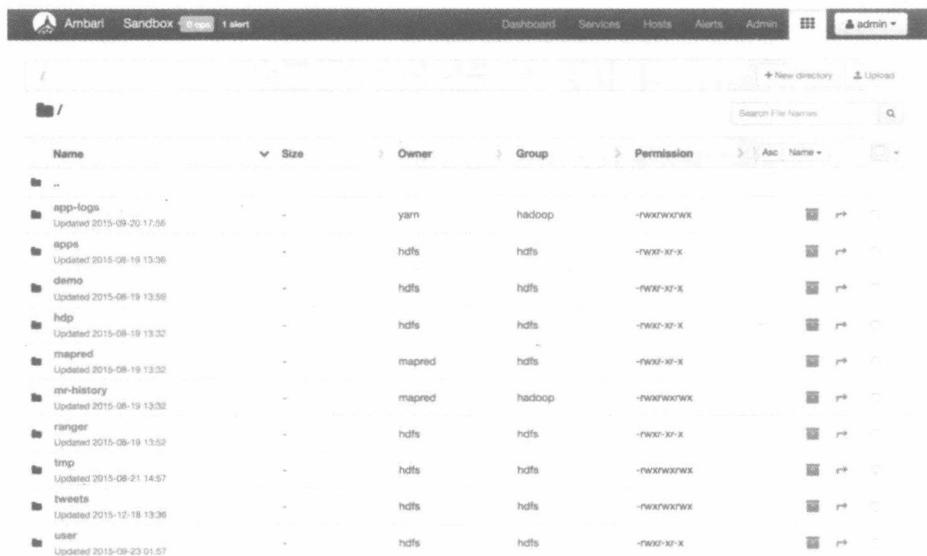 Ambari Sandbox 0 ops 1 alert Dashboard Services Hosts Alerts Admin admin
/ + New directory Upload
/ Search File Names
Name Size Owner Group Permission Asc Name
..
app-logs
Updated 2015-09-20 17:56 - yarn hadoop -rwxrwxrwx
apps
Updated 2015-08-19 13:36 - hdfs hdfs -rwxr-xr-x
demo
Updated 2015-08-19 13:59 - hdfs hdfs -rwxr-xr-x
hdp
Updated 2015-08-19 13:32 - hdfs hdfs -rwxr-xr-x
mapred
Updated 2015-08-19 13:32 - mapred hdfs -rwxr-xr-x
mr-history
Updated 2015-08-19 13:32 - mapred hadoop -rwxrwxrwx
ranger
Updated 2015-08-19 13:52 - hdfs hdfs -rwxr-xr-x
tmp
Updated 2015-08-21 14:57 - hdfs hdfs -rwxrwxrwx
tweets
Updated 2015-12-18 13:36 - hdfs hdfs -rwxrwxrwx
user
Updated 2015-09-23 01:57 - hdfs hdfs -rwxr-xr-x